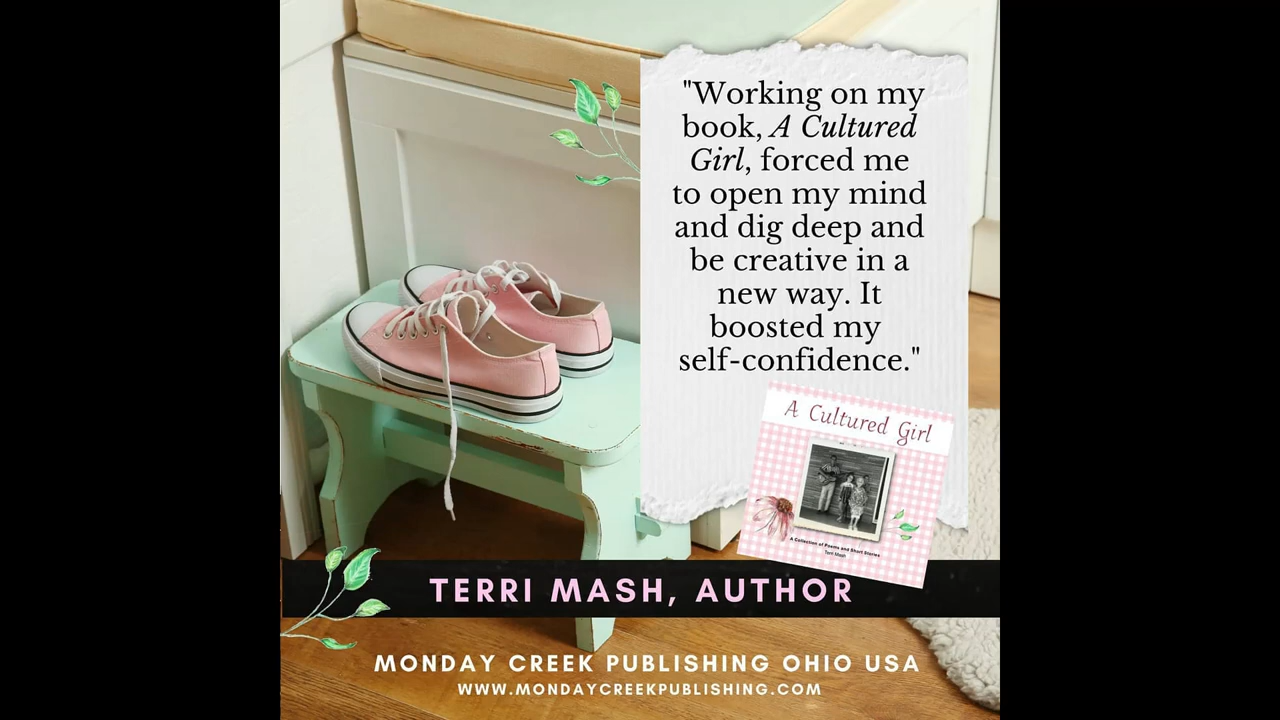 "Working on my
book, A Cultured
Girl, forced me
to open my mind
and dig deep and
be creative in a
new way. It
boosted my
self-confidence."
A Cultured Girl
A Collection of Poems and Short Stories
Terri Mash
TERRI MASH, AUTHOR
MONDAY CREEK PUBLISHING OHIO USA
WWW.MONDAYCREEKPUBLISHING.COM